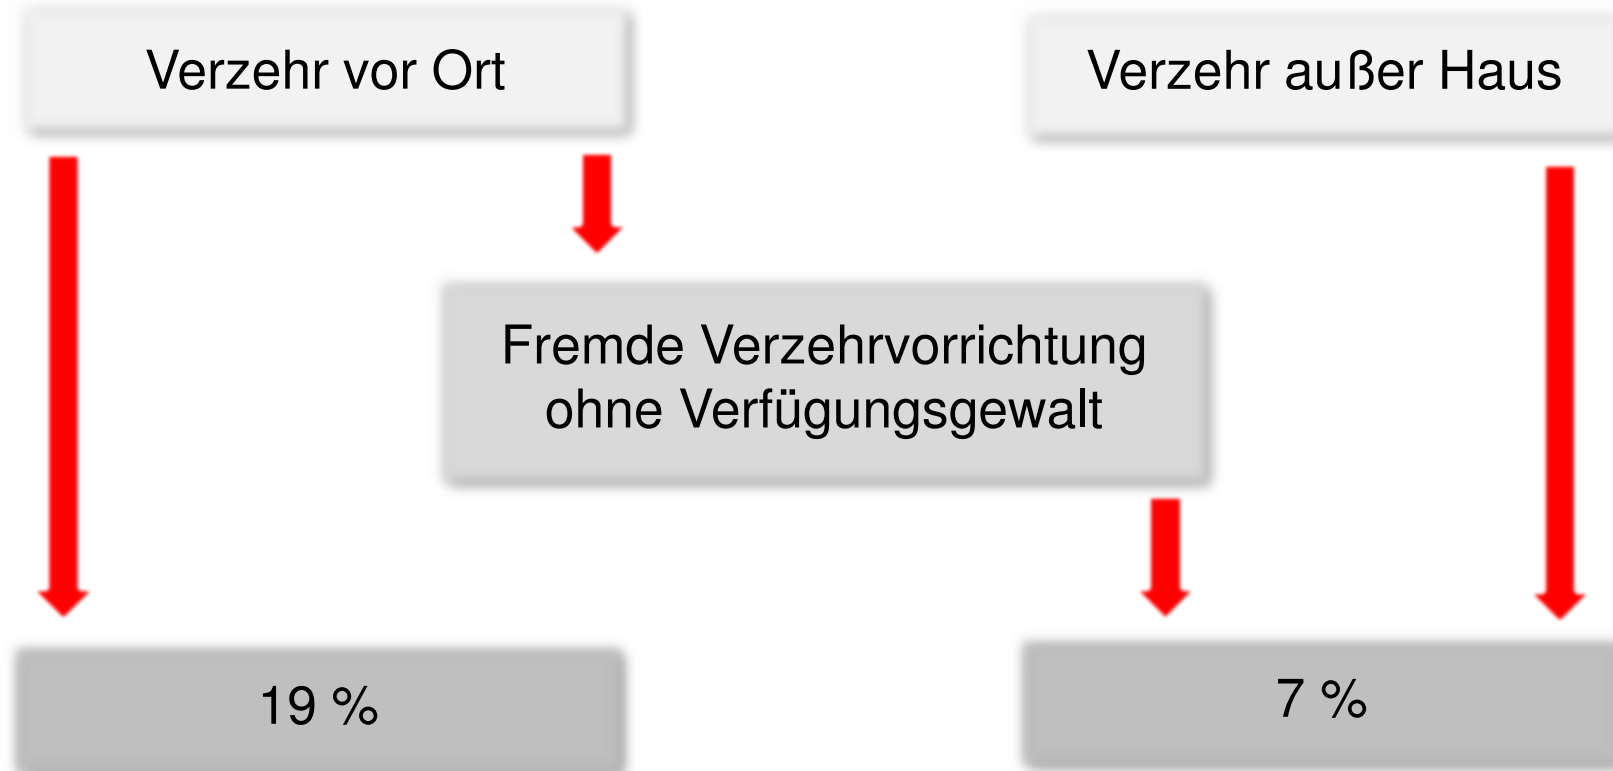 Verzehr vor Ort
Verzehr außer Haus
Fremde Verzehrvorrichtung
ohne Verfügungsgewalt
19 %
7 %